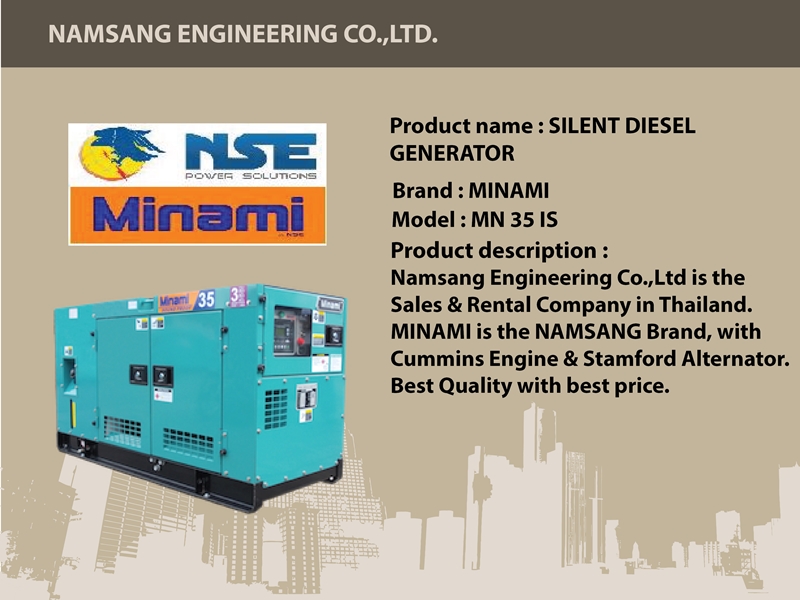 NAMSANG ENGINEERING CO.,LTD.
NSE
POWER SOLUTIONS
Minami
Product name : SILENT DIESEL
GENERATOR
Brand : MINAMI
Model : MN 35 IS
Product description :
Namsang Engineering Co.,Ltd is the
Sales & Rental Company in Thailand.
MINAMI is the NAMSANG Brand, with
Cummins Engine & Stamford Alternator.
Best Quality with best price.
Minami 35 3
Minami